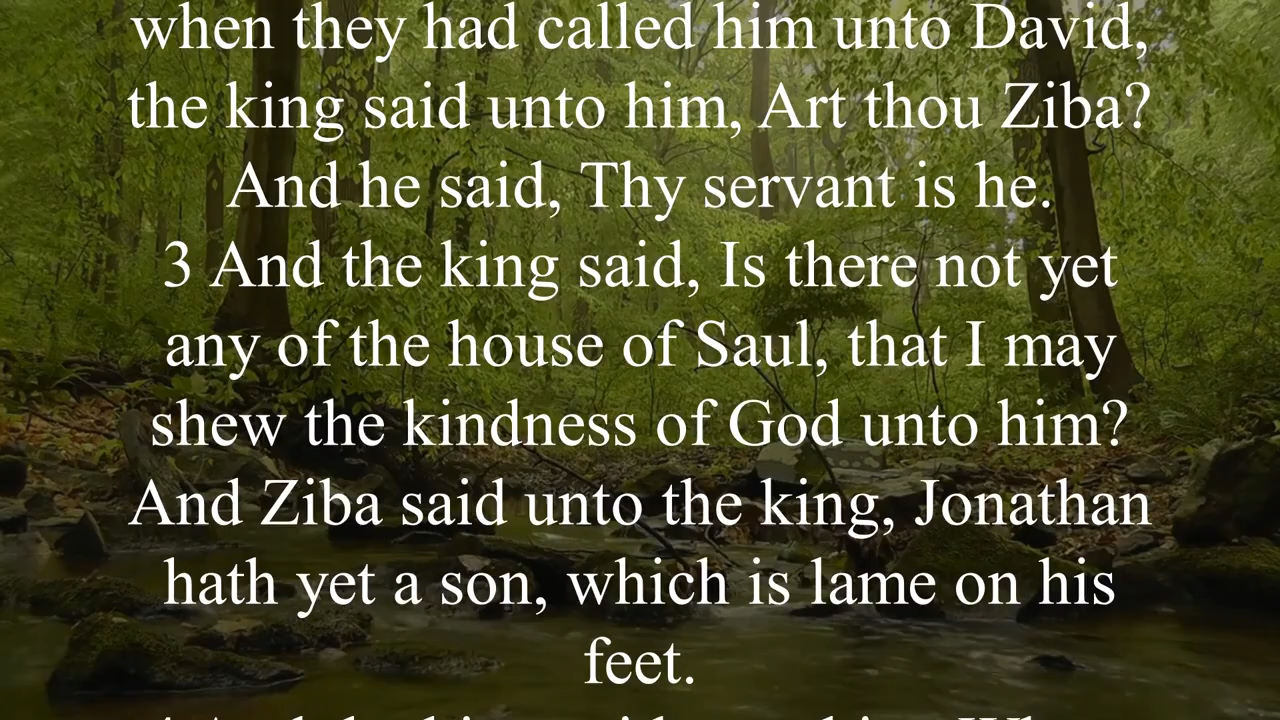 when they had called him unto David,
the king said unto him, Art thou Ziba?
And he said, Thy servant is he.
3 And the king said, Is there not yet
any of the house of Saul, that I may
shew the kindness of God unto him?
And Ziba said unto the king, Jonathan
hath yet a son, which is lame on his
feet.